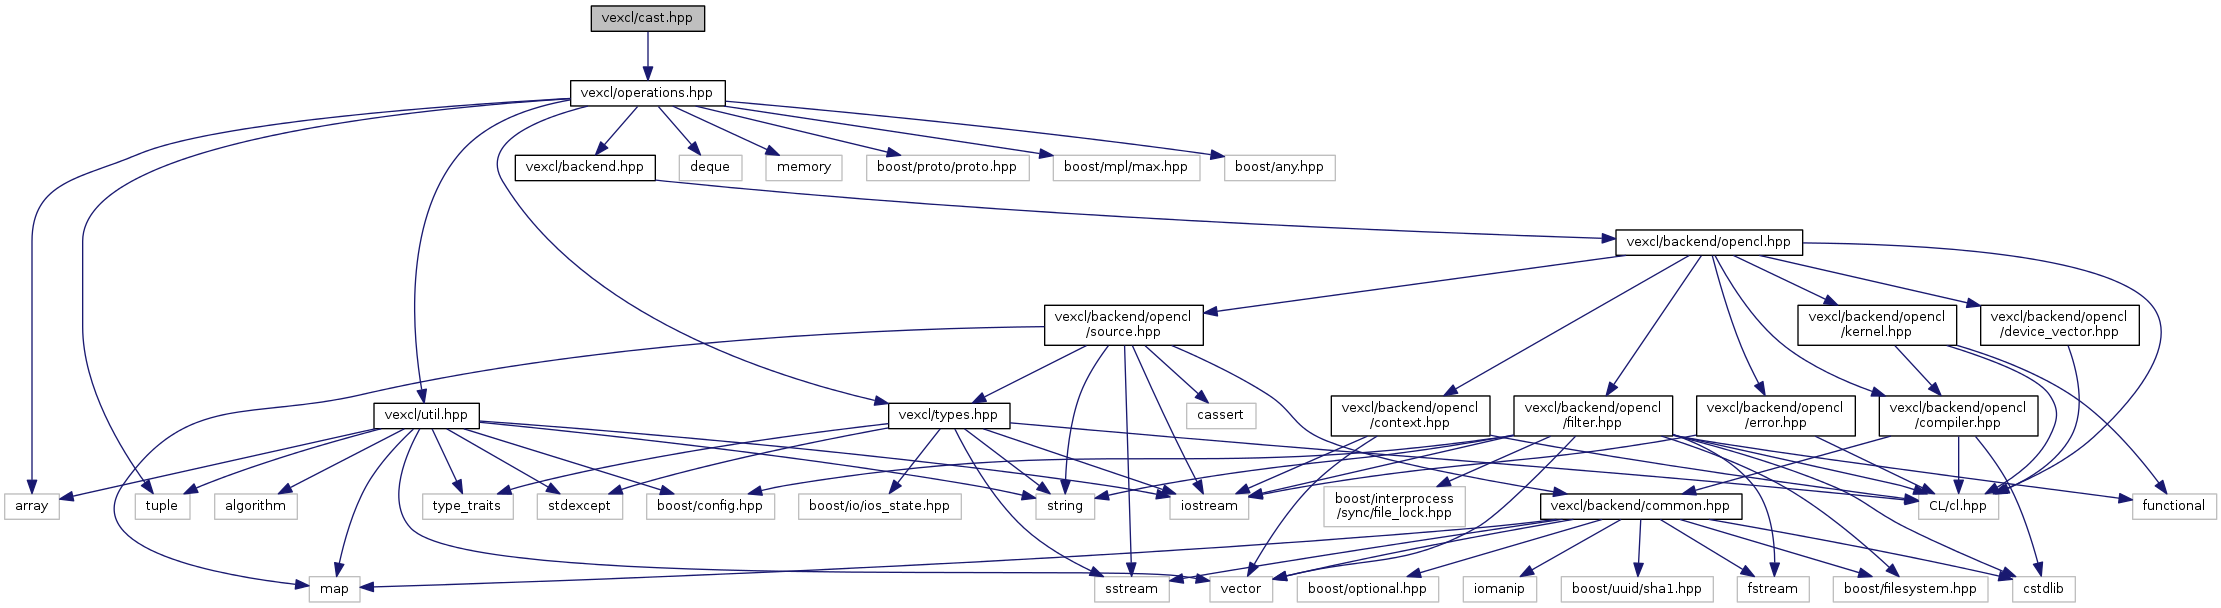 vexcl/cast.hpp
vexcl/operations.hpp
vexcl/backend.hpp
deque
memory
boost/proto/proto.hpp
boost/mpl/max.hpp
boost/any.hpp
vexcl/backend/opencl.hpp
vexcl/backend/opencl
/source.hpp
vexcl/backend/opencl
/kernel.hpp
vexcl/backend/opencl
/device_vector.hpp
vexcl/util.hpp
vexcl/types.hpp
cassert
vexcl/backend/opencl
/context.hpp
vexcl/backend/opencl
/filter.hpp
vexcl/backend/opencl
/error.hpp
vexcl/backend/opencl
/compiler.hpp
array
tuple
algorithm
type_traits
stdexcept
boost/config.hpp
boost/io/ios_state.hpp
string
iostream
boost/interprocess
/sync/file_lock.hpp
vexcl/backend/common.hpp
CL/cl.hpp
functional
map
sstream
vector
boost/optional.hpp
iomanip
boost/uuid/sha1.hpp
fstream
boost/filesystem.hpp
cstdlib